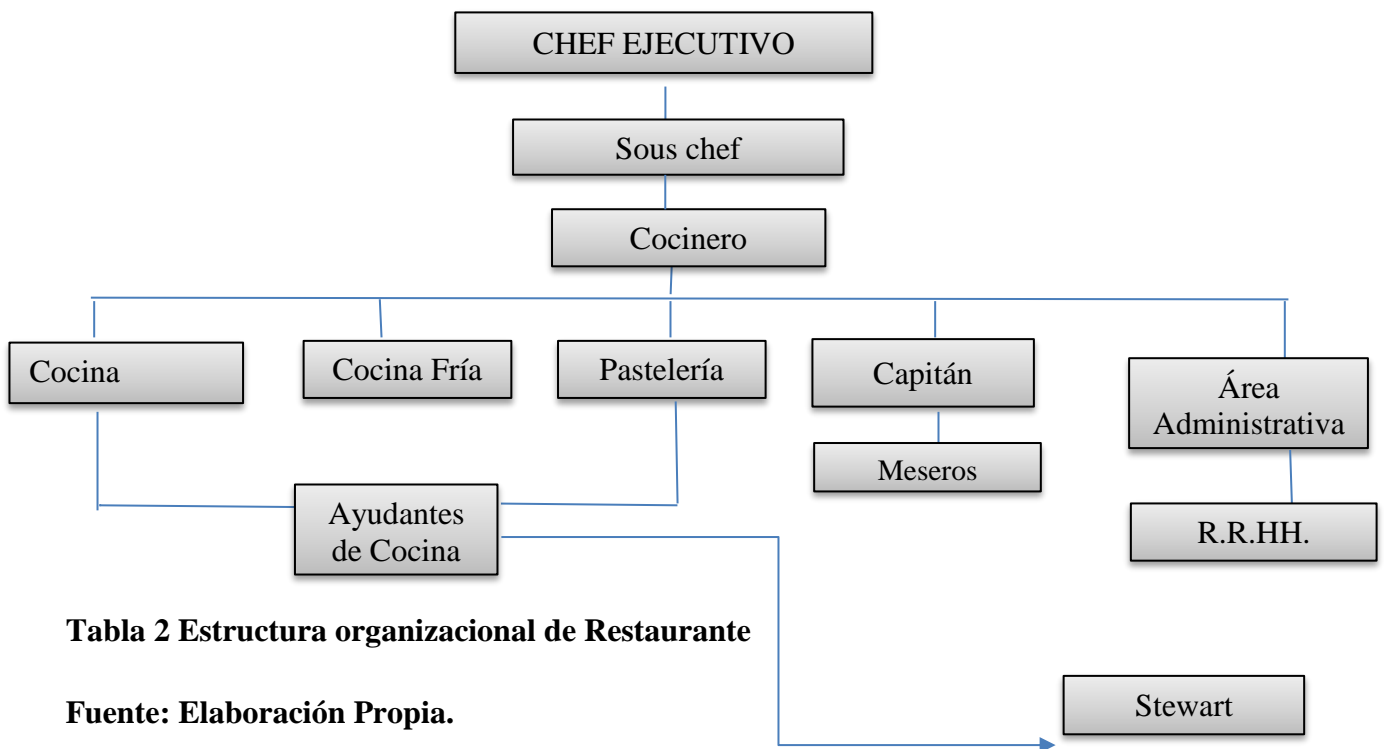 CHEF EJECUTIVO
Sous chef
Cocinero
Cocina
Cocina Fría
Pastelería
Capitán
Área
Administrativa
Meseros
Ayudantes
de Cocina
R.R.HH.
Tabla 2 Estructura organizacional de Restaurante
Stewart
Fuente: Elaboración Propia.